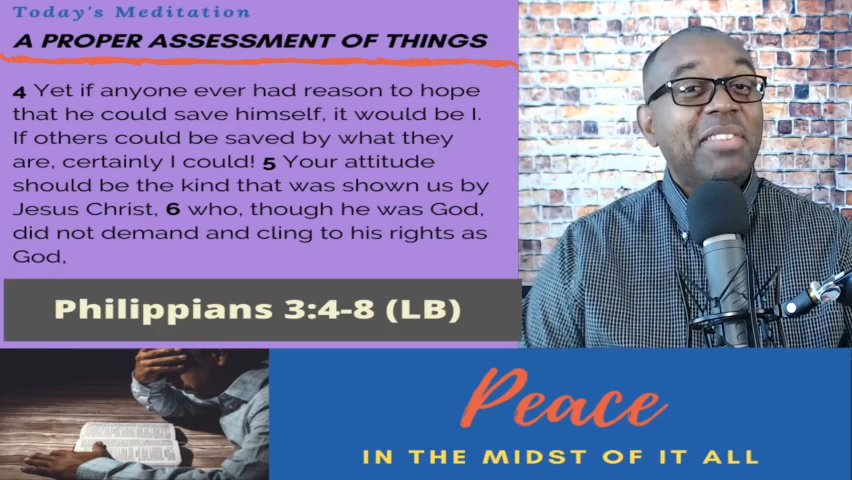 Today's Meditation
A PROPER ASSESSMENT OF THINGS
4 Yet if anyone ever had reason to hope
that he could save himself, it would be I.
If others could be saved by what they
are, certainly I could! 5 Your attitude
should be the kind that was shown us by
Jesus Christ, 6 who, though he was God,
did not demand and cling to his rights as
God,
Philippians 3:4-8 (LB)
Peace
IN THE MIDST OF IT ALL